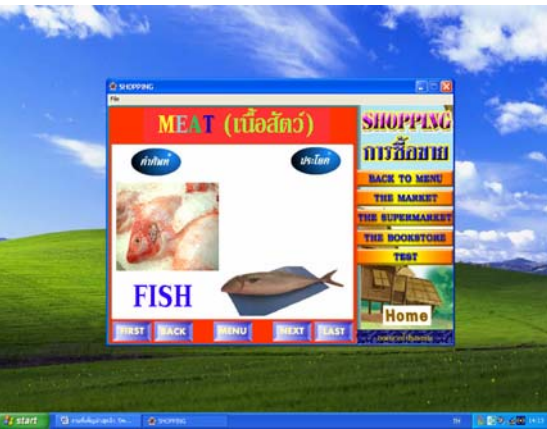 SHOPPING
File
MEAT (เนื้อสัตว์)
คำศัพท์
ประโยค
FISH
FIRST
BACK
MENU
NEXT
LAST
SHOPPING
การซื้อขาย
BACK TO MENU
THE MARKET
THE SUPERMARKET
THE BOOKSTORE
TEST
Home
start
SHOPPING
TH
14:13